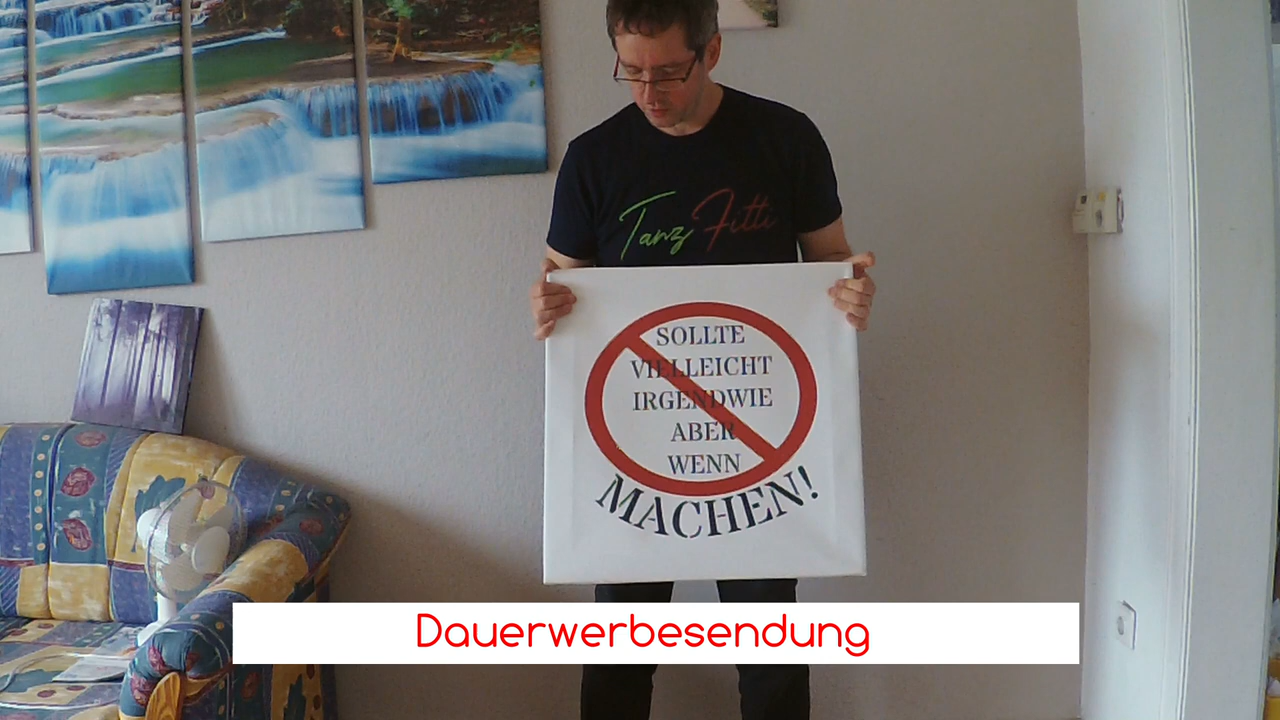 Tanz Fitti
SOLLTE
VIELLEICHT
IRGENDWIE
ABER
WENN
MACHEN!
Dauerwerbesendung